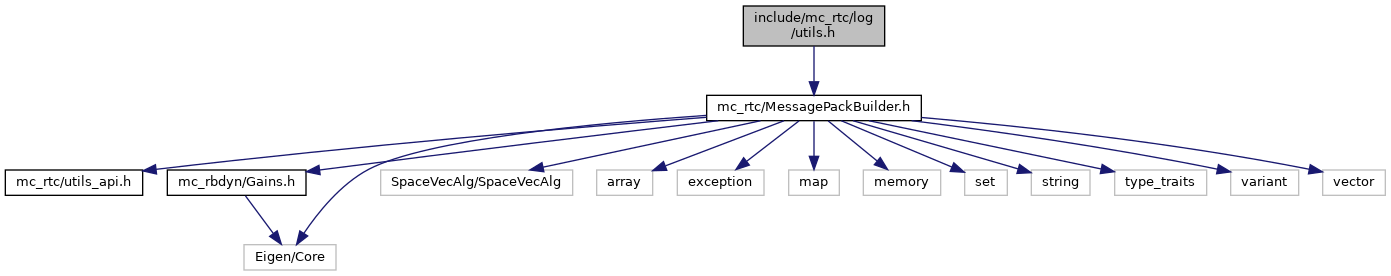 include/mc_rtc/log
/utils.h
mc_rtc/MessagePackBuilder.h
mc_rtc/utils_api.h
mc_rbdyn/Gains.h
SpaceVecAlg/SpaceVecAlg
array
exception
map
memory
set
string
type_traits
variant
vector
Eigen/Core